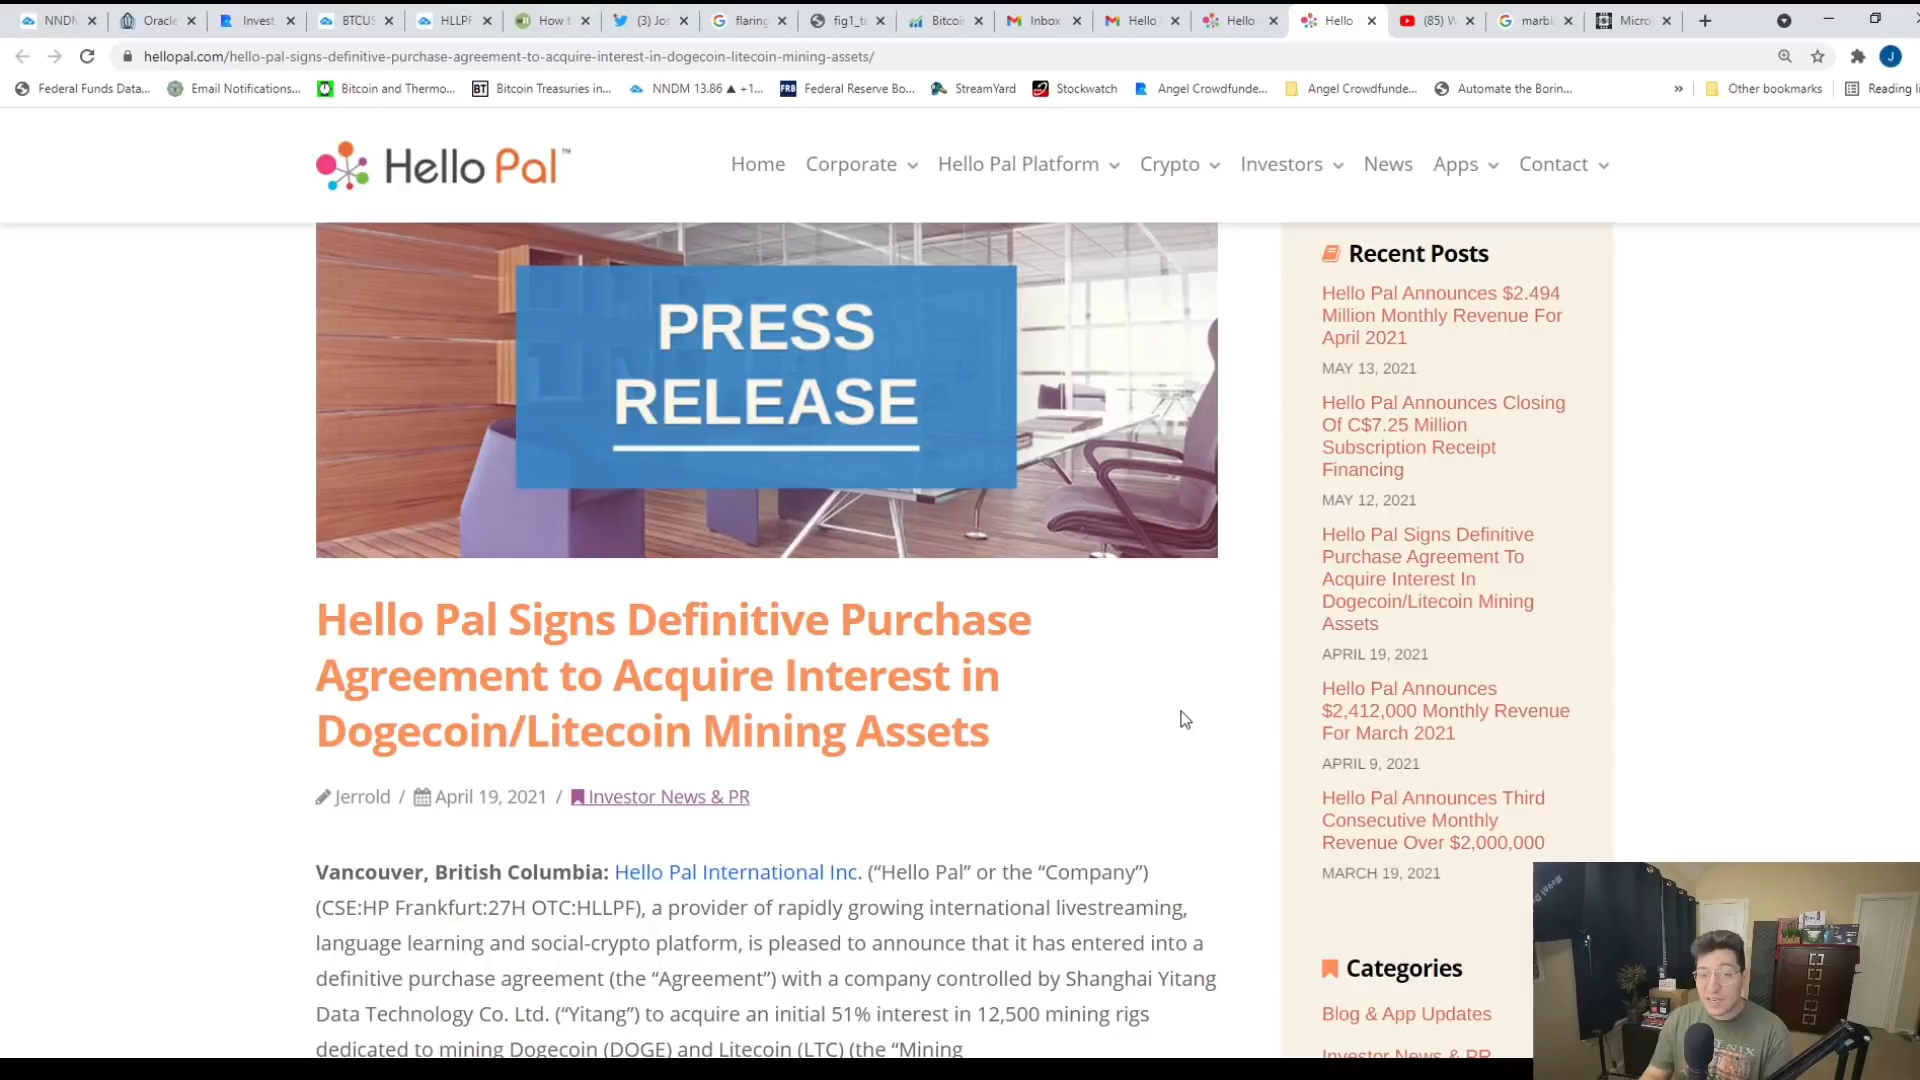 NNDN
Oracle
Invest
BTCUS
HLLPF
How t
(3) Jos
flaring
fig1_t
Bitcoi
Inbox
Hello
Hello
Hello
(85) W
marbl
Micro
hellopal.com/hello-pal-signs-definitive-purchase-agreement-to-acquire-interest-in-dogecoin-litecoin-mining-assets/
J
Federal Funds Data...
Email Notifications...
Bitcoin and Thermo...
BT Bitcoin Treasuries in...
NNDM 13.86 ▲ +1...
FRB Federal Reserve Bo...
StreamYard
Stockwatch
Angel Crowdfunde...
Angel Crowdfunde...
Automate the Borin...
»
Other bookmarks
Reading li
Hello Pal™
Home Corporate Hello Pal Platform Crypto Investors News Apps Contact
PRESS
RELEASE
Hello Pal Signs Definitive Purchase
Agreement to Acquire Interest in
Dogecoin/Litecoin Mining Assets
Jerrold / April 19, 2021 / Investor News & PR
Vancouver, British Columbia: Hello Pal International Inc. (“Hello Pal” or the “Company”)
(CSE:HP Frankfurt:27H OTC:HLLPF), a provider of rapidly growing international livestreaming,
language learning and social-crypto platform, is pleased to announce that it has entered into a
definitive purchase agreement (the “Agreement”) with a company controlled by Shanghai Yitang
Data Technology Co. Ltd. (“Yitang”) to acquire an initial 51% interest in 12,500 mining rigs
dedicated to mining Dogecoin (DOGE) and Litecoin (LTC) (the “Mining
Recent Posts
Hello Pal Announces $2.494
Million Monthly Revenue For
April 2021
MAY 13, 2021
Hello Pal Announces Closing
Of C$7.25 Million
Subscription Receipt
Financing
MAY 12, 2021
Hello Pal Signs Definitive
Purchase Agreement To
Acquire Interest In
Dogecoin/Litecoin Mining
Assets
APRIL 19, 2021
Hello Pal Announces
$2,412,000 Monthly Revenue
For March 2021
APRIL 9, 2021
Hello Pal Announces Third
Consecutive Monthly
Revenue Over $2,000,000
MARCH 19, 2021
Categories
Blog & App Updates
Investor News & PR